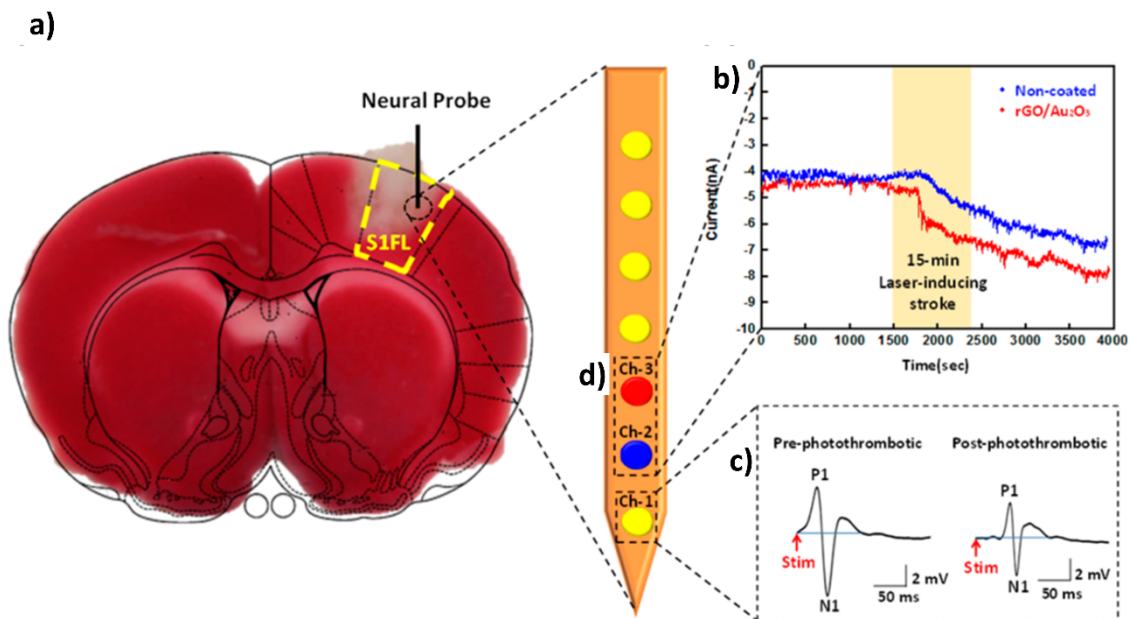 a)
Neural Probe
S1FL
d)
Ch-3
Ch-2
Ch-1
b)
0
-1
-2
-3
-4
-5
-6
-7
-8
-9
-10
Current(nA)
Non-coated
rGO/Au₂O₃
15-min
Laser-inducing
stroke
0 500 1000 1500 2000 2500 3000 3500 4000
Time(sec)
c)
Pre-photothrombotic
P1
Stim
N1
2 mV
50 ms
Post-photothrombotic
P1
Stim
N1
2 mV
50 ms